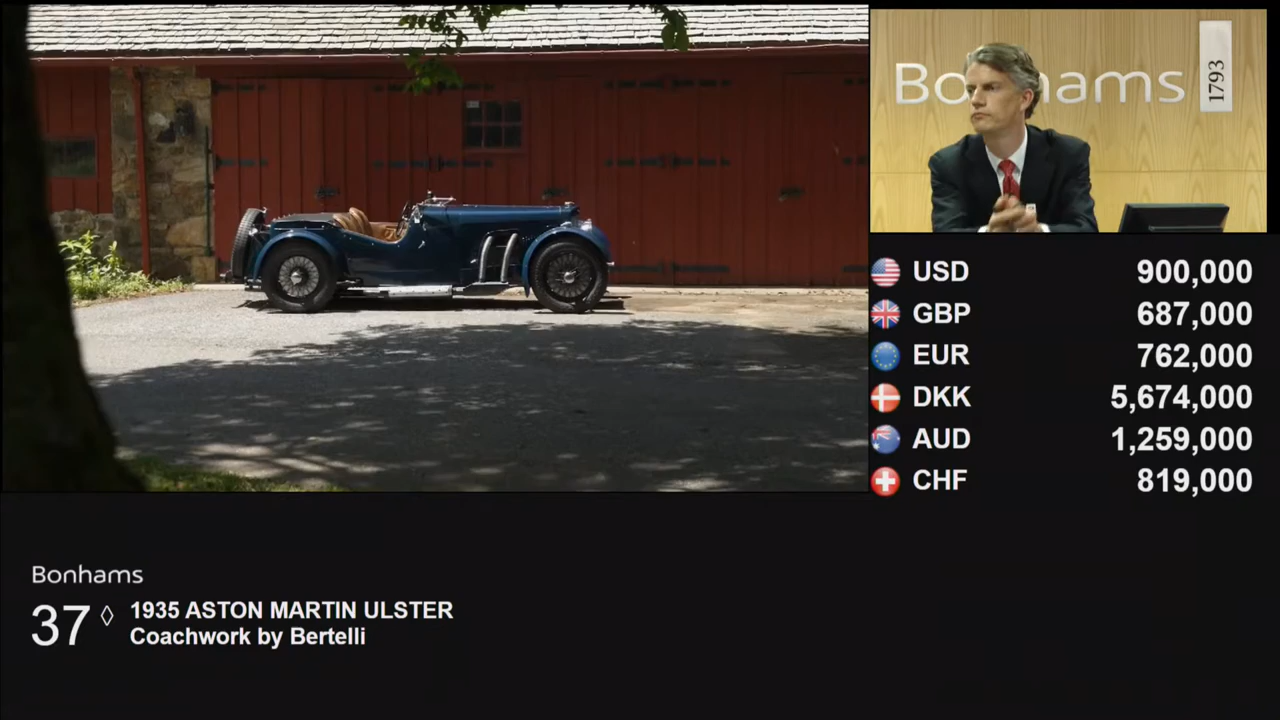 Bonhams
1793
USD 900,000
GBP 687,000
EUR 762,000
DKK 5,674,000
AUD 1,259,000
CHF 819,000
Bonhams
37 ◊ 1935 ASTON MARTIN ULSTER
Coachwork by Bertelli